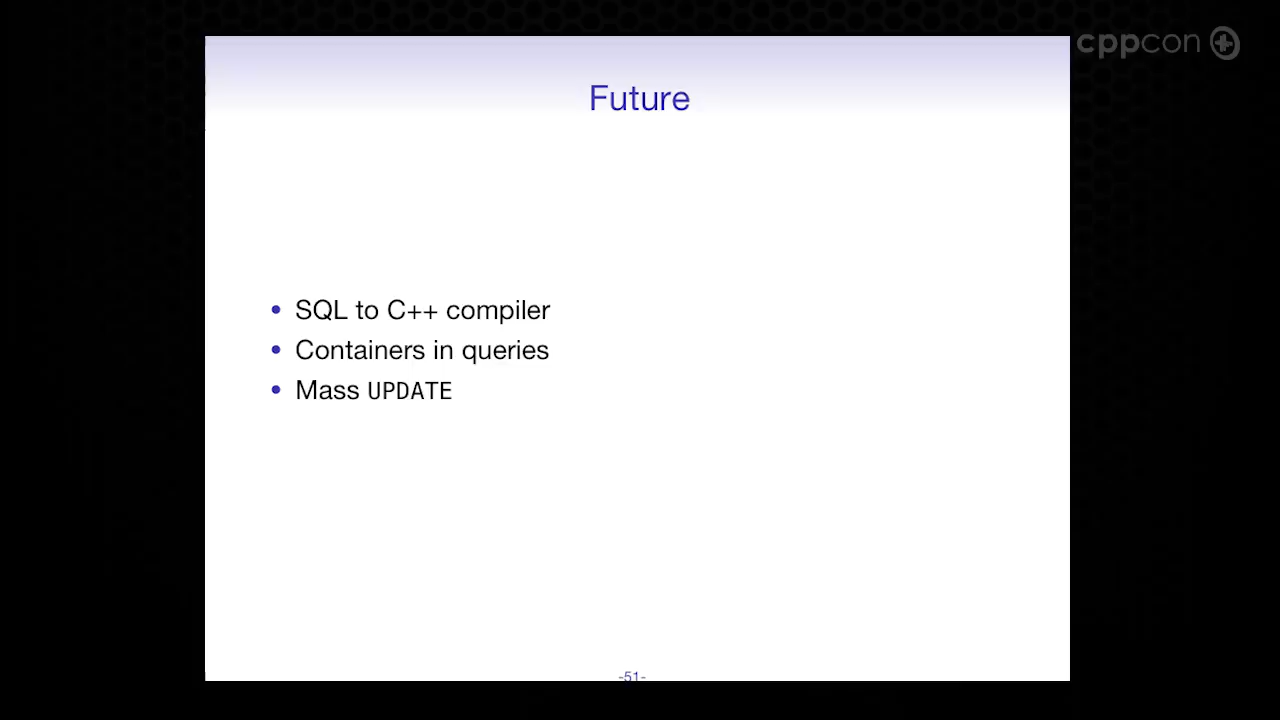 cppcon
Future
• SQL to C++ compiler
• Containers in queries
• Mass UPDATE
-51-